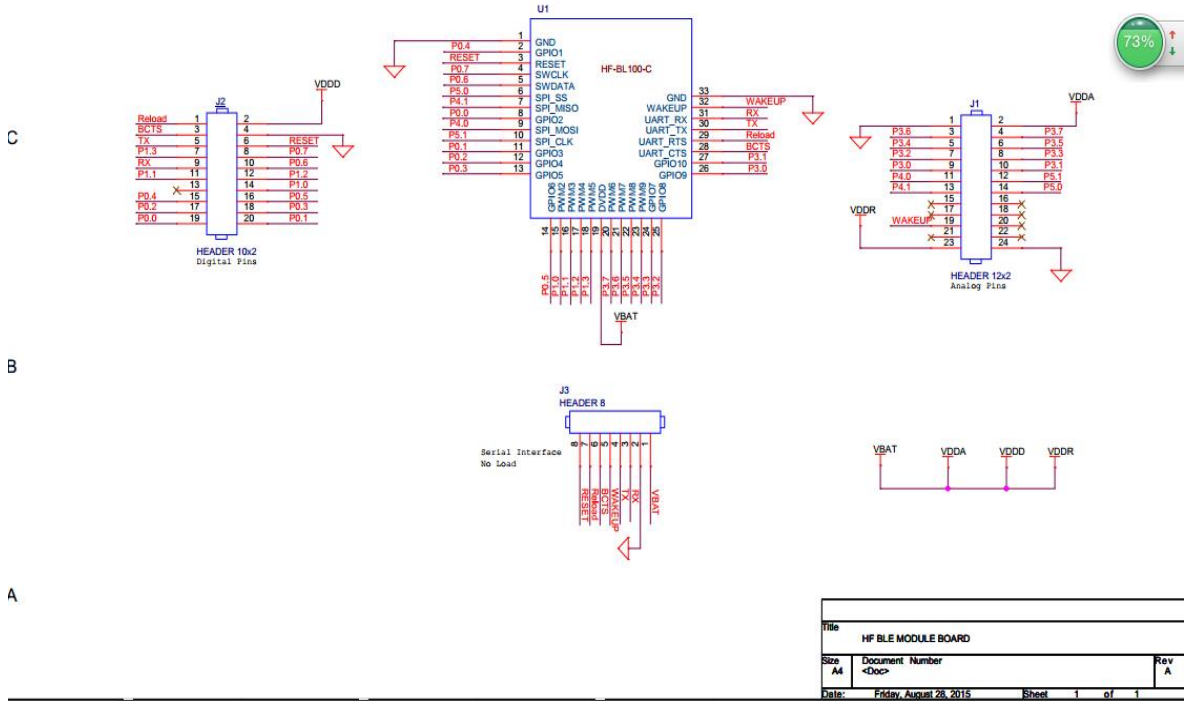 U1
HF-BL100-C
1 GND
P0.4 2 GPIO1
RESET 3 RESET
P0.7 4 SWCLK
P0.6 5 SWDATA
P5.0 6 SPI_SS
P4.1 7 SPI_MISO
P0.0 8 GPIO2
P4.0 9 SPI_MOSI
P5.1 10 SPI_CLK
P0.1 11 GPIO3
P0.2 12 GPIO4
P0.3 13 GPIO5
GND 33
WAKEUP 32 WAKEUP
UART_RX 31 RX
UART_TX 30 TX
UART_RTS 29 Reload
UART_CTS 28 BCTS
GPIO10 27 P3.1
GPIO9 26 P3.0
GPIO6 PWM2 PWM3 PWM4 PWM5 DVDD PWM6 PWM7 PWM8 PWM9 GPIO7 GPIO8
14 15 16 17 18 19 20 21 22 23 24 25
P0.5 P1.0 P1.1 P1.2 P1.3 P3.7 P3.6 P3.5 P3.4 P3.3 P3.2
VBAT
73%
C
J2
VDDD
Reload 1 2
BCTS 3 4
TX 5 6 RESET
P1.3 7 8 P0.7
RX 9 10 P0.6
P1.1 11 12 P1.2
13 14 P1.0
P0.4 15 16 P0.5
P0.2 17 18 P0.3
P0.0 19 20 P0.1
HEADER 10x2
Digital Pins
J1
VDDA
1 2
P3.6 3 4 P3.7
P3.4 5 6 P3.5
P3.2 7 8 P3.3
P3.0 9 10 P3.1
P4.0 11 12 P5.1
P4.1 13 14 P5.0
15 16
17 18
VDDR
WAKEUP 19 20
21 22
23 24
HEADER 12x2
Analog Pins
B
J3
HEADER 8
8 7 6 5 4 3 2 1
Serial Interface
No Load
RESET Reload BCTS WAKEUP TX RX VBAT
VBAT VDDA VDDD VDDR
A
Title
HF BLE MODULE BOARD
Size Document Number Rev
A4 <Doc> A
Date: Friday, August 28, 2015 Sheet 1 of 1